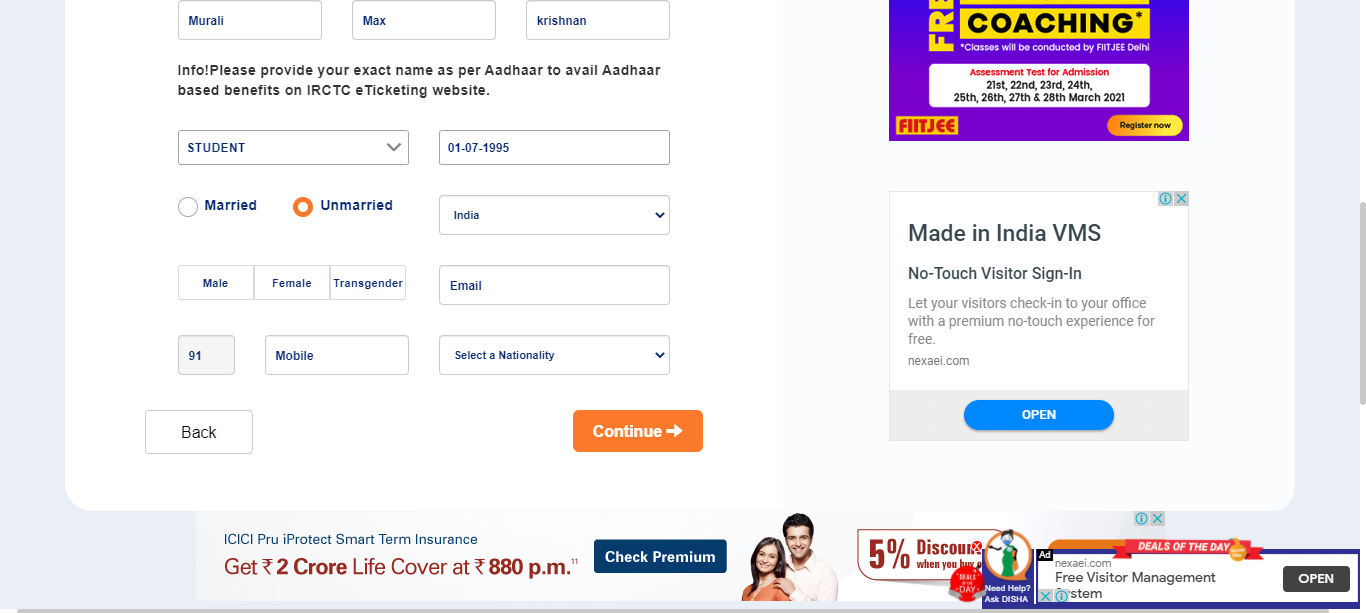 Murali
Max
krishnan
Info!Please provide your exact name as per Aadhaar to avail Aadhaar
based benefits on IRCTC eTicketing website.
STUDENT
01-07-1995
Married
Unmarried
India
Male
Female
Transgender
Email
91
Mobile
Select a Nationality
Back
Continue
FREE
COACHING*
*Classes will be conducted by FIITJEE Delhi
Assessment Test for Admission
21st, 22nd, 23rd, 24th,
25th, 26th, 27th & 28th March 2021
FIITJEE
Register now
Made in India VMS
No-Touch Visitor Sign-In
Let your visitors check-in to your office
with a premium no-touch experience for
free.
nexaei.com
OPEN
ICICI Pru iProtect Smart Term Insurance
Get ₹ 2 Crore Life Cover at ₹ 880 p.m.11
Check Premium
5%
when you buy
DEALS
OF THE
DAY
Need Help?
Ask DISHA
Ad
DEALS OF THE DAY
nexaei.com
Free Visitor Management
OPEN